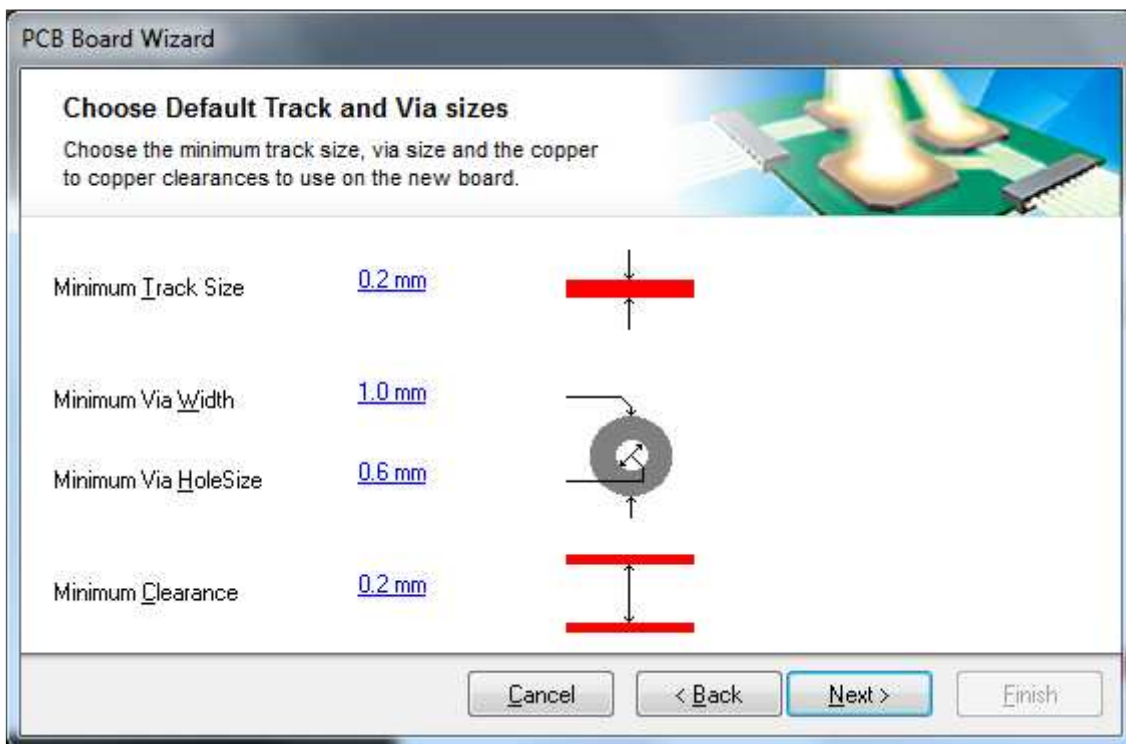 PCB Board Wizard
Choose Default Track and Via sizes
Choose the minimum track size, via size and the copper
to copper clearances to use on the new board.
Minimum Track Size 0.2 mm
Minimum Via Width 1.0 mm
Minimum Via HoleSize 0.6 mm
Minimum Clearance 0.2 mm
Cancel < Back Next > Finish